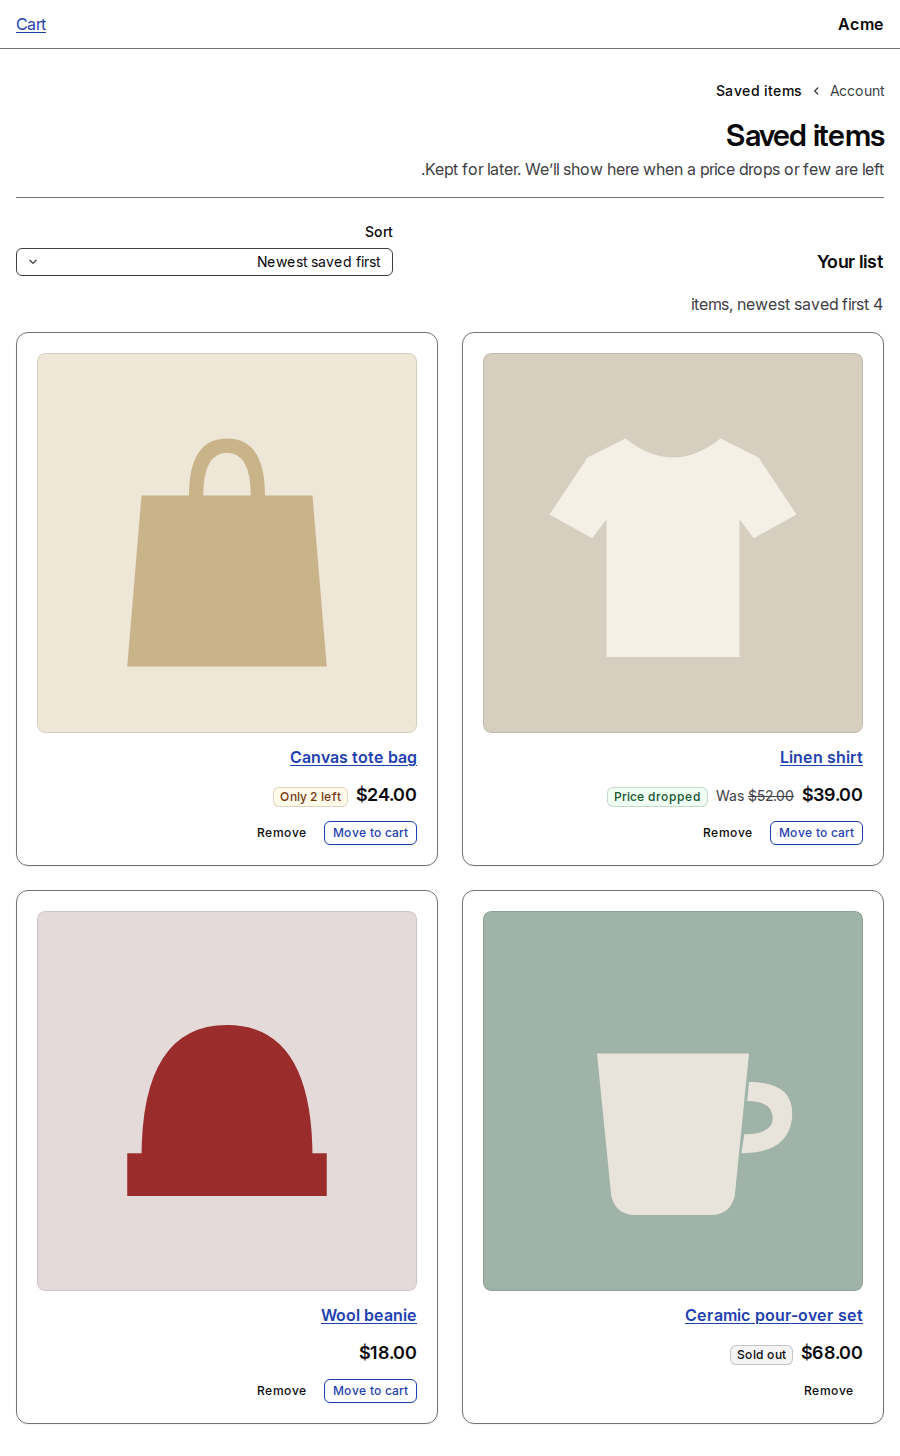 Acme
Cart
Account
Saved items
Saved items
.Kept for later. We'll show here when a price drops or few are left
Your list
Sort
Newest saved first
items, newest saved first 4
Linen shirt
$39.00 Was $52.00 Price dropped
Move to cart Remove
Canvas tote bag
$24.00 Only 2 left
Move to cart Remove
Ceramic pour-over set
$68.00 Sold out
Remove
Wool beanie
$18.00
Move to cart Remove